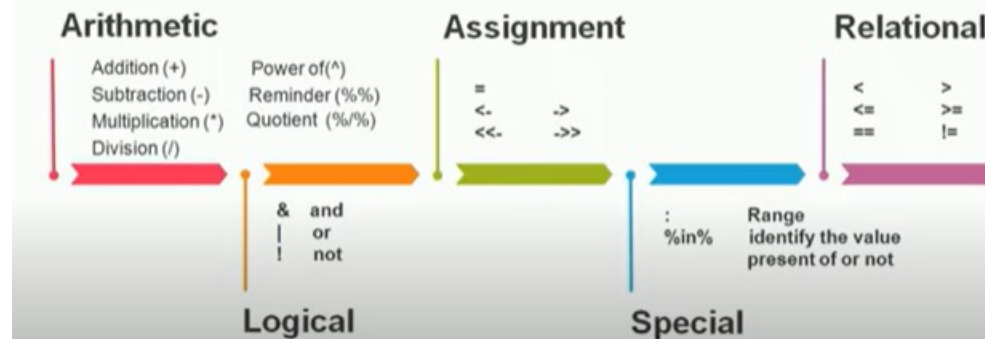 Arithmetic
Addition (+)
Subtraction (-)
Multiplication (*)
Division (/)
Power of(^)
Reminder (%%)
Quotient (%/%)
& and
| or
! not
Logical
Assignment
=
<- ->
<<- ->>
: Range
%in% identify the value
present of or not
Special
Relational
< >
<= >=
== !=